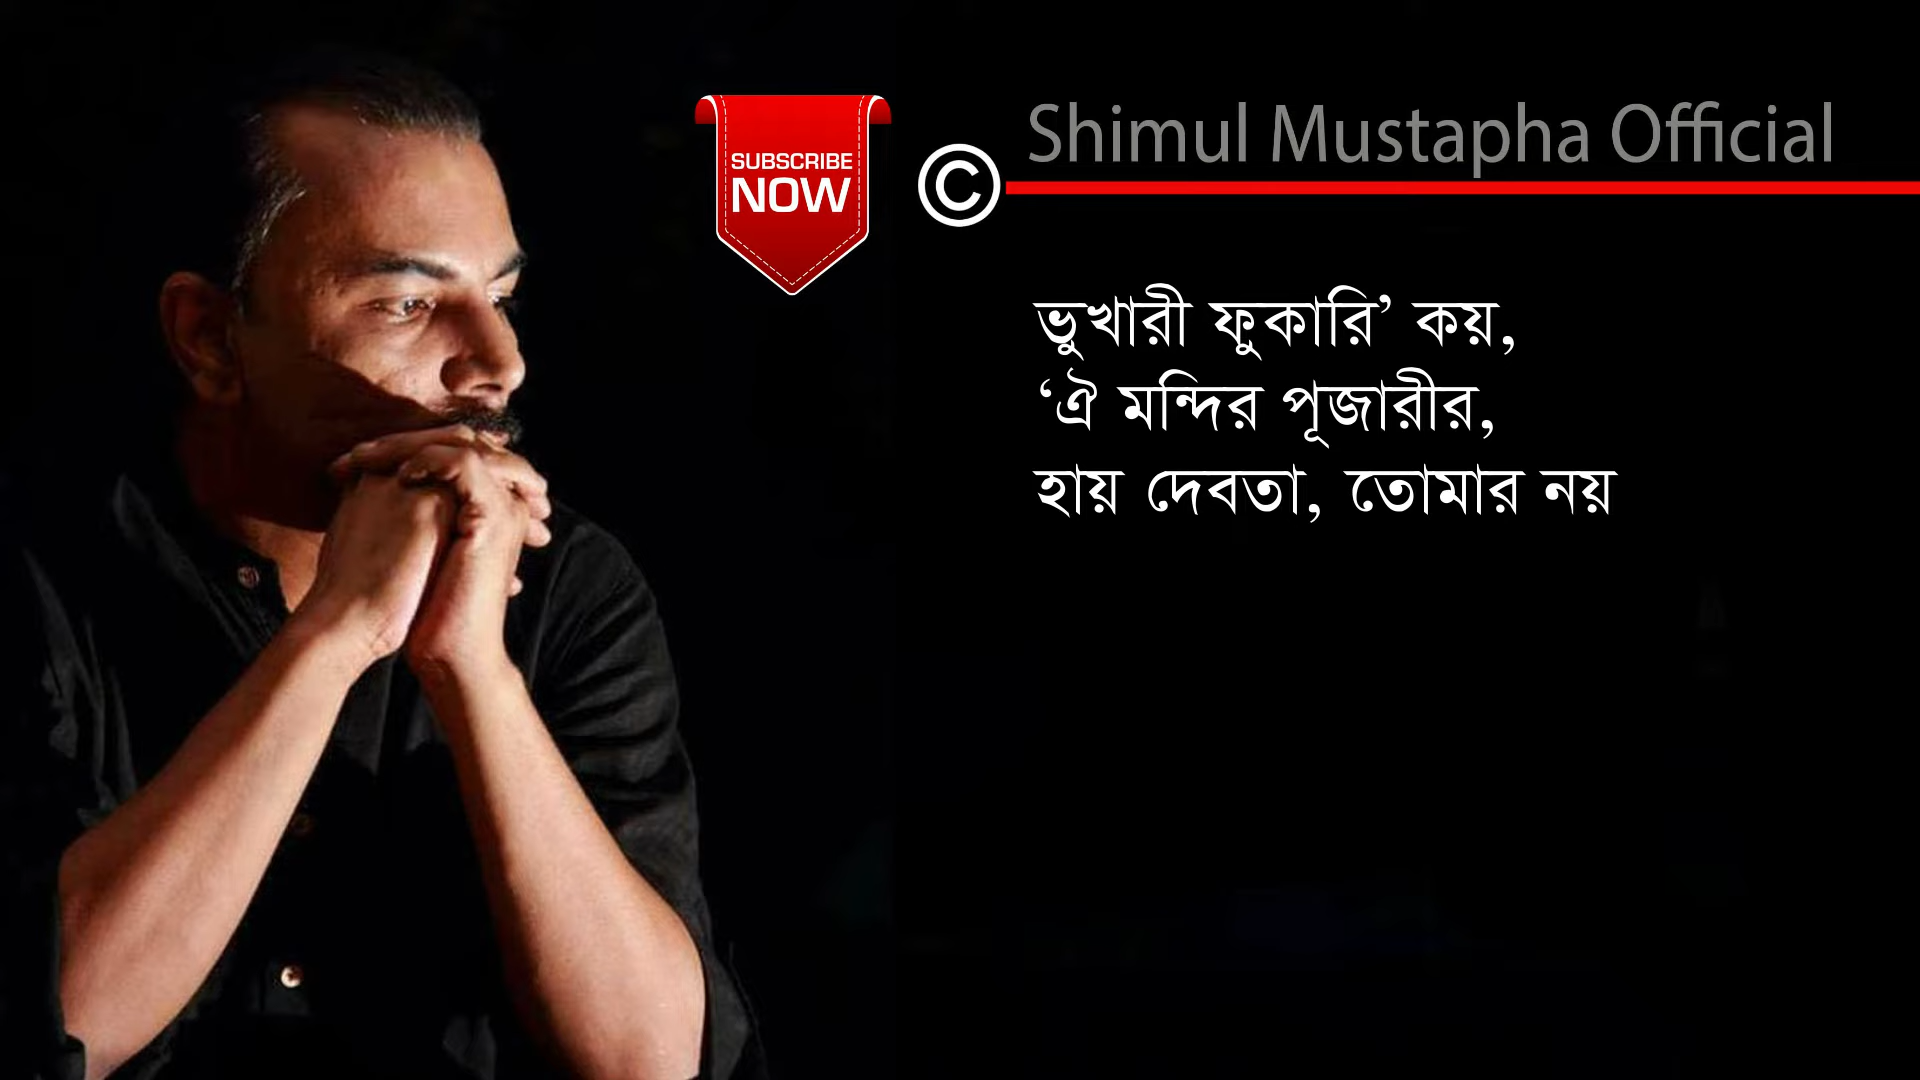 SUBSCRIBE
NOW
© Shimul Mustapha Official
ভুখারী ফুকারি’ কয়,
‘ঐ মন্দির পূজারীর,
হায় দেবতা, তোমার নয়